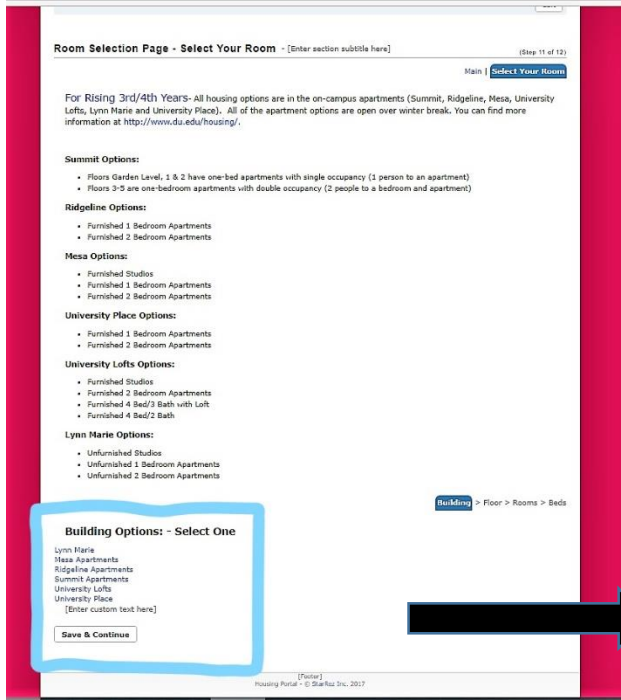 Room Selection Page - Select Your Room - [Enter section subtitle here]
(Step 11 of 12)
Main | Select Your Room
For Rising 3rd/4th Years- All housing options are in the on-campus apartments (Summit, Ridgeline, Mesa, University
Lofts, Lynn Marie and University Place). All of the apartment options are open over winter break. You can find more
information at http://www.du.edu/housing/.
Summit Options:
• Floors Garden Level, 1 & 2 have one-bed apartments with single occupancy (1 person to an apartment)
• Floors 3-5 are one-bedroom apartments with double occupancy (2 people to a bedroom and apartment)
Ridgeline Options:
• Furnished 1 Bedroom Apartments
• Furnished 2 Bedroom Apartments
Mesa Options:
• Furnished Studios
• Furnished 1 Bedroom Apartments
• Furnished 2 Bedroom Apartments
University Place Options:
• Furnished 1 Bedroom Apartments
• Furnished 2 Bedroom Apartments
University Lofts Options:
• Furnished Studios
• Furnished 2 Bedroom Apartments
• Furnished 4 Bed/3 Bath with Loft
• Furnished 4 Bed/2 Bath
Lynn Marie Options:
• Unfurnished Studios
• Unfurnished 1 Bedroom Apartments
• Unfurnished 2 Bedroom Apartments
Building > Floor > Rooms > Beds
Building Options: - Select One
Lynn Marie
Mesa Apartments
Ridgeline Apartments
Summit Apartments
University Lofts
University Place
[Enter custom text here]
Save & Continue
[Footer]
Housing Portal - © StarRez Inc. 2017